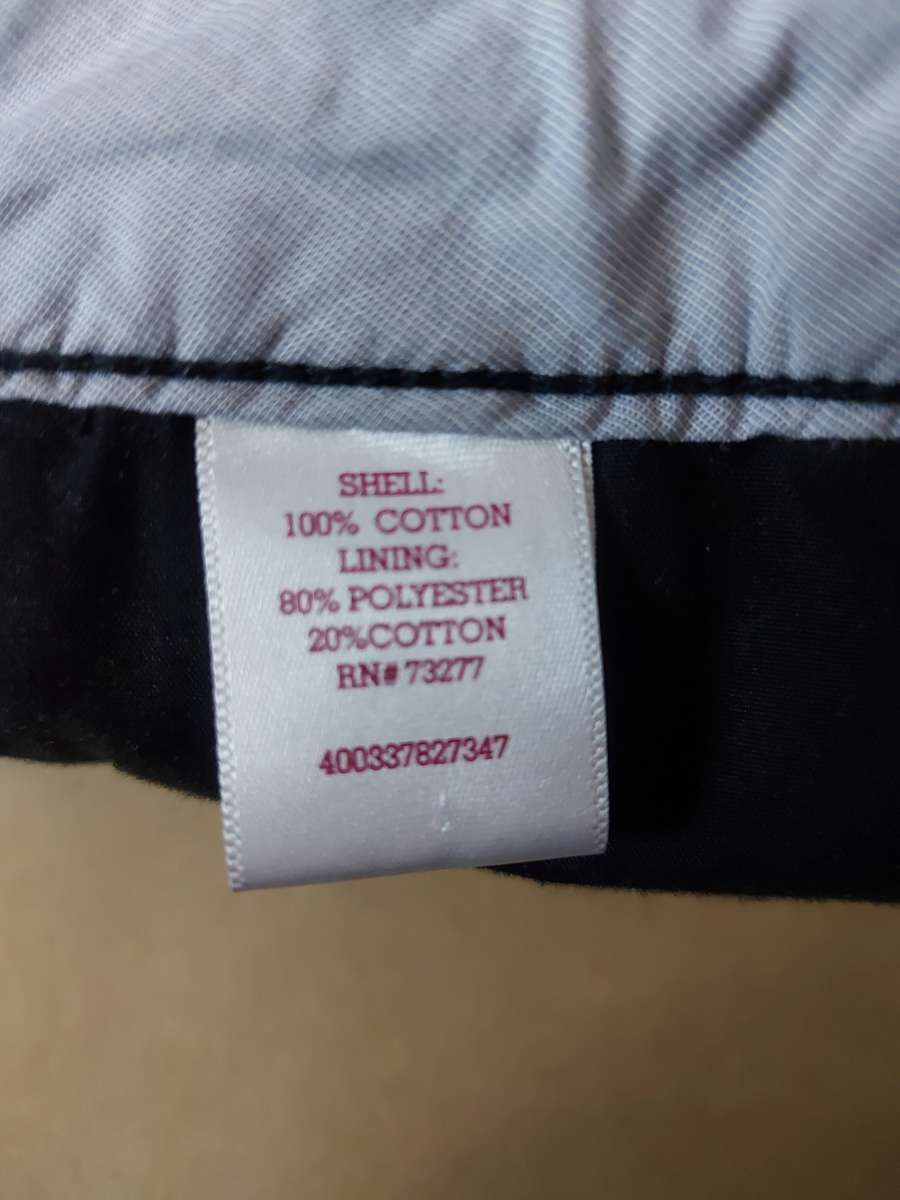 SHELL:
100% COTTON
LINING:
80% POLYESTER
20%COTTON
RN# 73277
400337827347